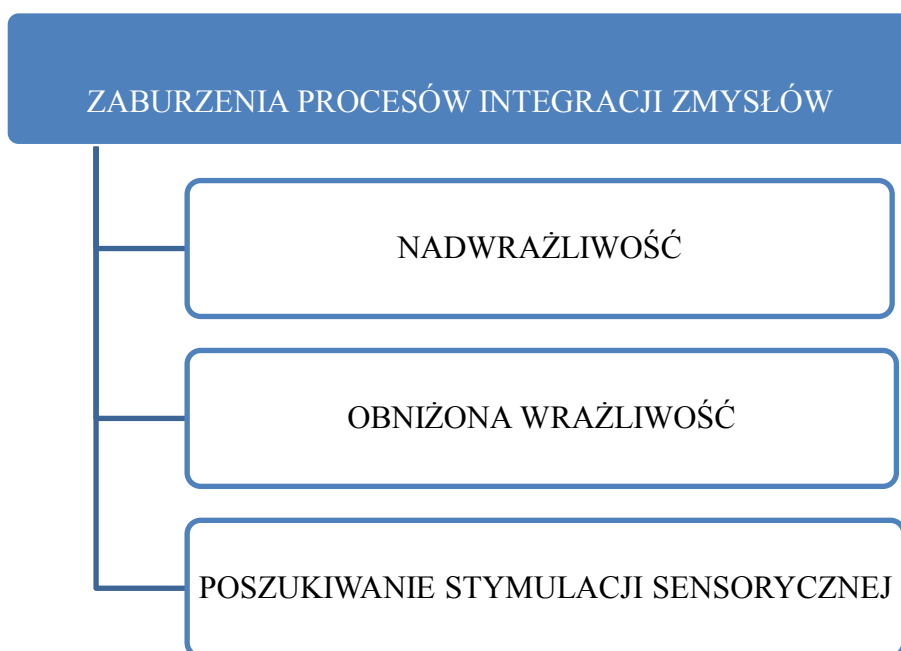 ZABURZENIA PROCESÓW INTEGRACJI ZMYSŁÓW
NADWRAŻLIWOŚĆ
OBNIŻONA WRAŻLIWOŚĆ
POSZUKIWANIE STYMULACJI SENSORYCZNEJ